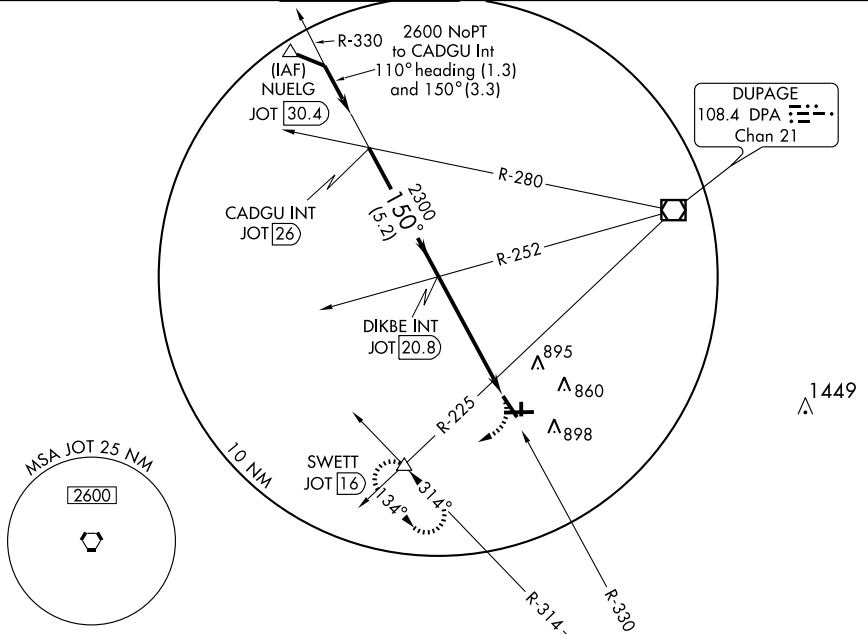 R-330
2600 NoPT
to CADGU Int
110° heading (1.3)
and 150° (3.3)
(IAF)
NUELG
JOT 30.4
DUPAGE
108.4 DPA
Chan 21
R-280
CADGU INT
JOT 26
2300
150°
(5.2)
R-252
DIKBE INT
JOT 20.8
895
860
898
1449
R-225
10 NM
SWETT
JOT 16
314°
134°
MSA JOT 25 NM
2600
R-314
R-330